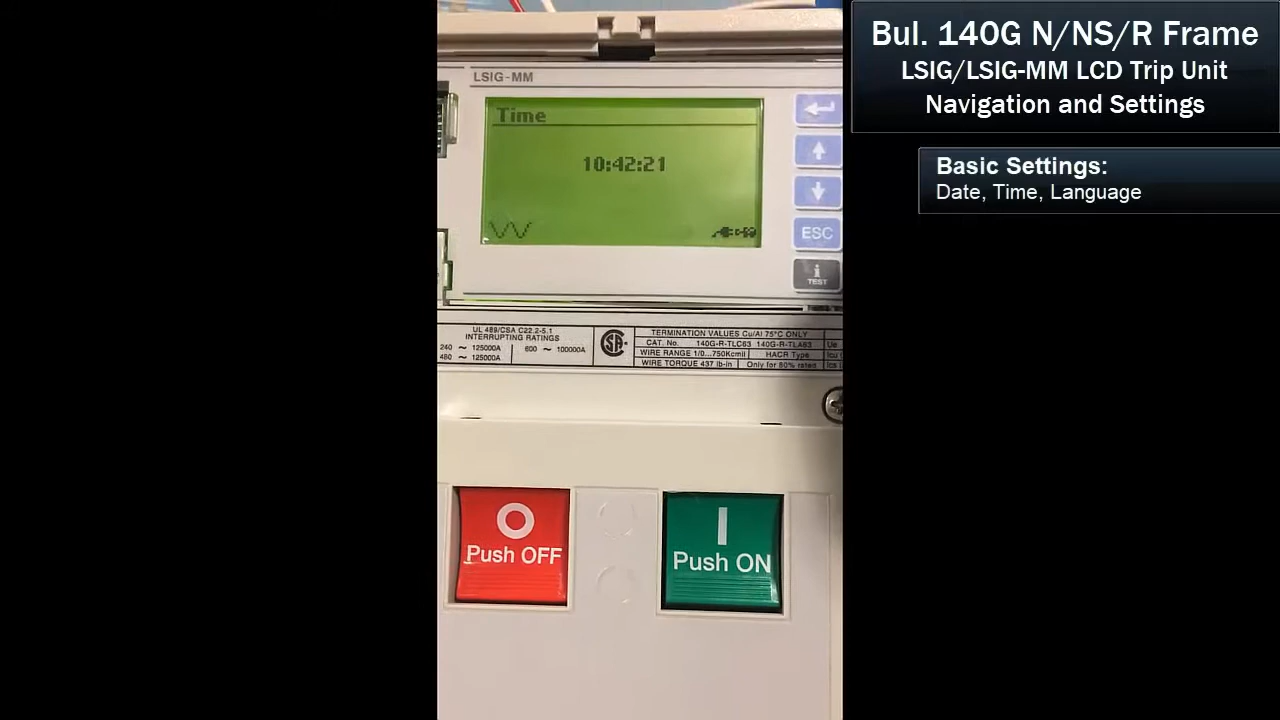 Bul. 140G N/NS/R Frame
LSIG/LSIG-MM LCD Trip Unit
Navigation and Settings
Basic Settings:
Date, Time, Language
LSIG-MM
Time
10:42:21
ESC
i
TEST
UL 489/CSA C22.2-5.1
INTERRUPTING RATINGS
240 ~ 125000A
480 ~ 125000A
600 ~ 100000A
TERMINATION VALUES Cu/Al 75°C ONLY
CAT. No. 140G-R-TLC63 140G-R-TLA63
WIRE RANGE 1/0...750Kcmil
HACR Type
WIRE TORQUE 437 lb-in
Only for 80% rated
Ue
Icu
Ics
O
Push OFF
I
Push ON